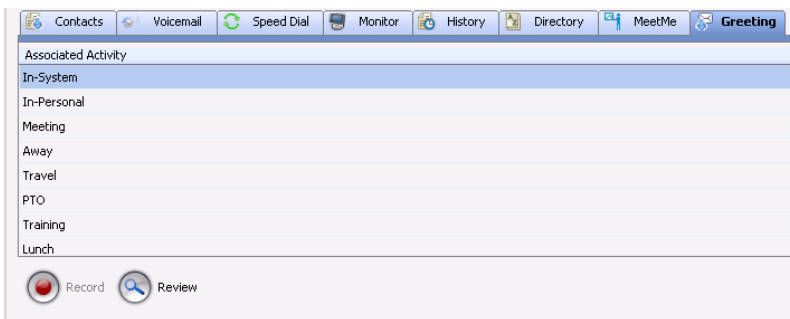 Contacts Voicemail Speed Dial Monitor History Directory MeetMe Greeting
Associated Activity
In-System
In-Personal
Meeting
Away
Travel
PTO
Training
Lunch
Record Review